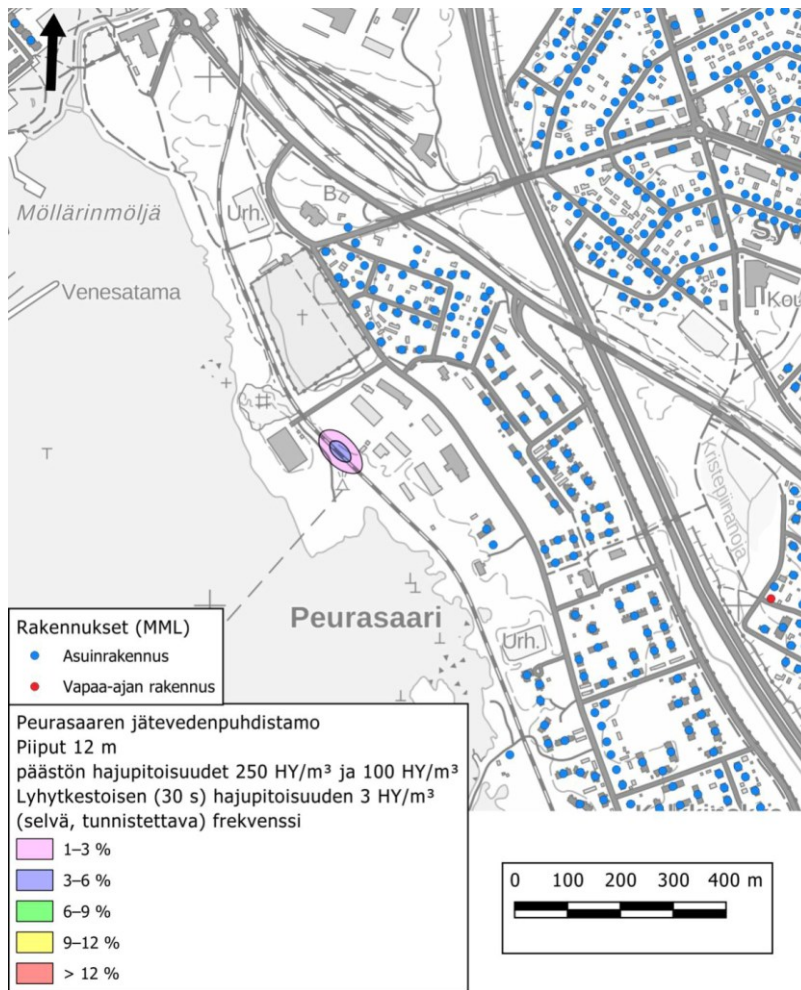 B.
Möllärinmöljä
Urh.
Sy
Venesatama
Kou
Kristepiinanoja
Peurasaari
Urh.
Rakennukset (MML)
Asuinrakennus
Vapaa-ajan rakennus
Peurasaaren jätevedenpuhdistamo
Piiput 12 m
päästön hajupitoisuudet 250 HY/m³ ja 100 HY/m³
Lyhytkestoisen (30 s) hajupitoisuuden 3 HY/m³
(selvä, tunnistettava) frekvenssi
1–3 %
3–6 %
6–9 %
9–12 %
> 12 %
0 100 200 300 400 m